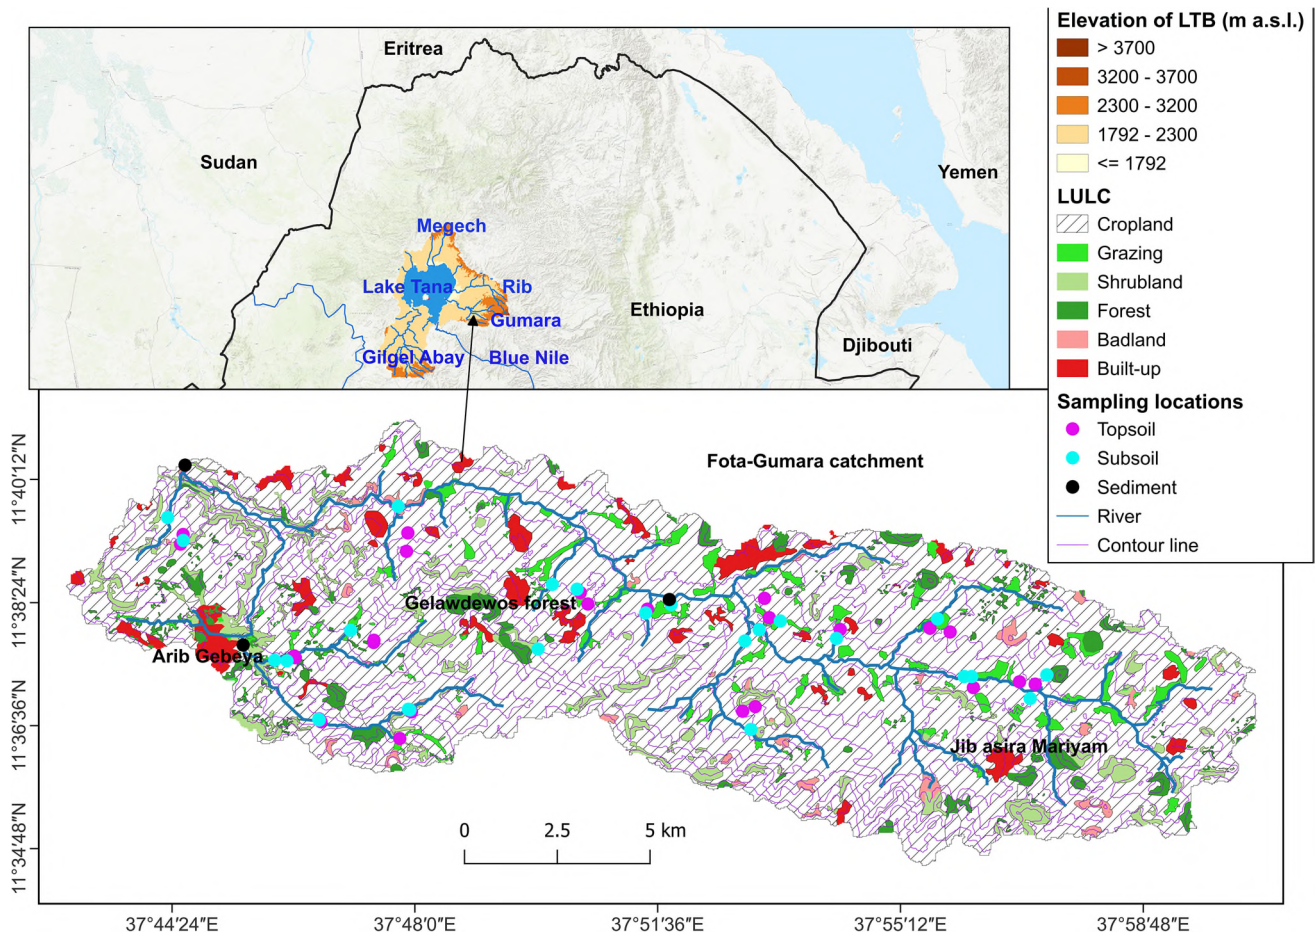 Eritrea
Sudan
Yemen
Megech
Lake Tana
Rib
Gumara
Ethiopia
Gilgel Abay
Blue Nile
Djibouti
Elevation of LTB (m a.s.l.)
> 3700
3200 - 3700
2300 - 3200
1792 - 2300
<= 1792
LULC
Cropland
Grazing
Shrubland
Forest
Badland
Built-up
Sampling locations
Topsoil
Subsoil
Sediment
River
Contour line
Fota-Gumara catchment
Gelawdewos forest
Arib Gebeya
Jib asira Mariyam
0 2.5 5 km
11°40'12"N
11°38'24"N
11°36'36"N
11°34'48"N
37°44'24"E 37°48'0"E 37°51'36"E 37°55'12"E 37°58'48"E